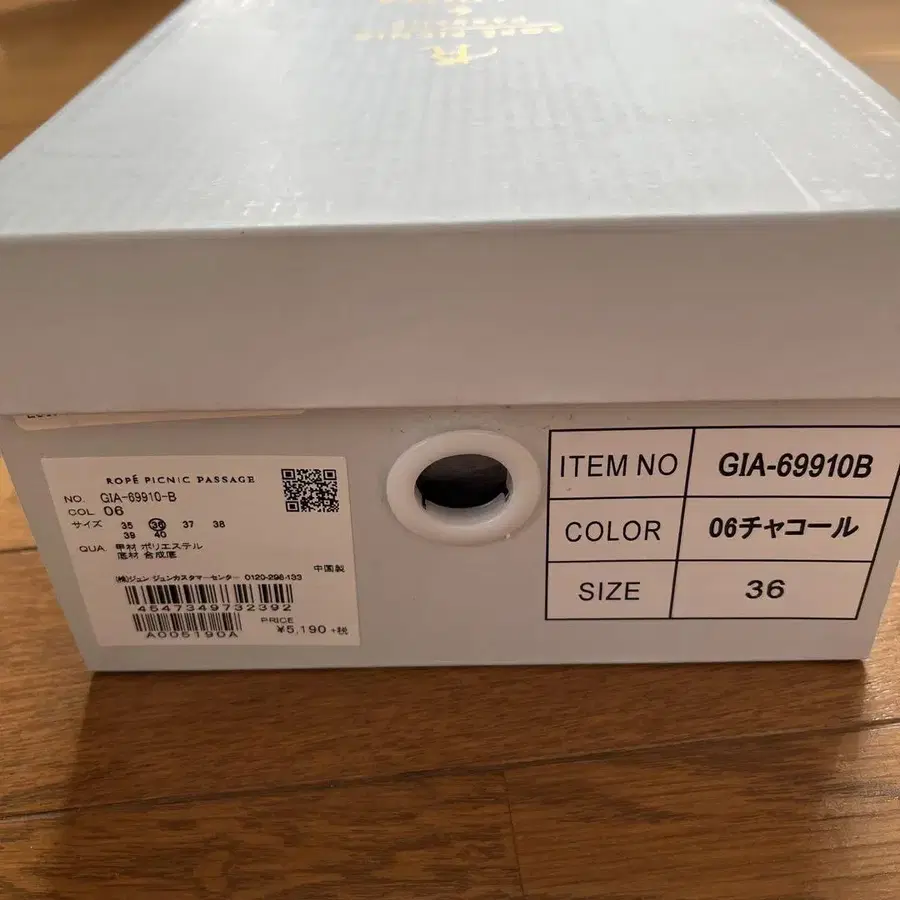 ROPÉ PICNIC PASSAGE
NO. GIA-69910-B
COL 06
サイズ 35 36 37 38
39 40
QUA. 甲材 ポリエステル
底材 合成底
中国製
(株)ジュン ジュンカスタマーセンター 0120-298-133
4547349732392
PRICE
A005190A
¥5,190 +税
ITEM NO GIA-69910B
COLOR 06チャコール
SIZE 36